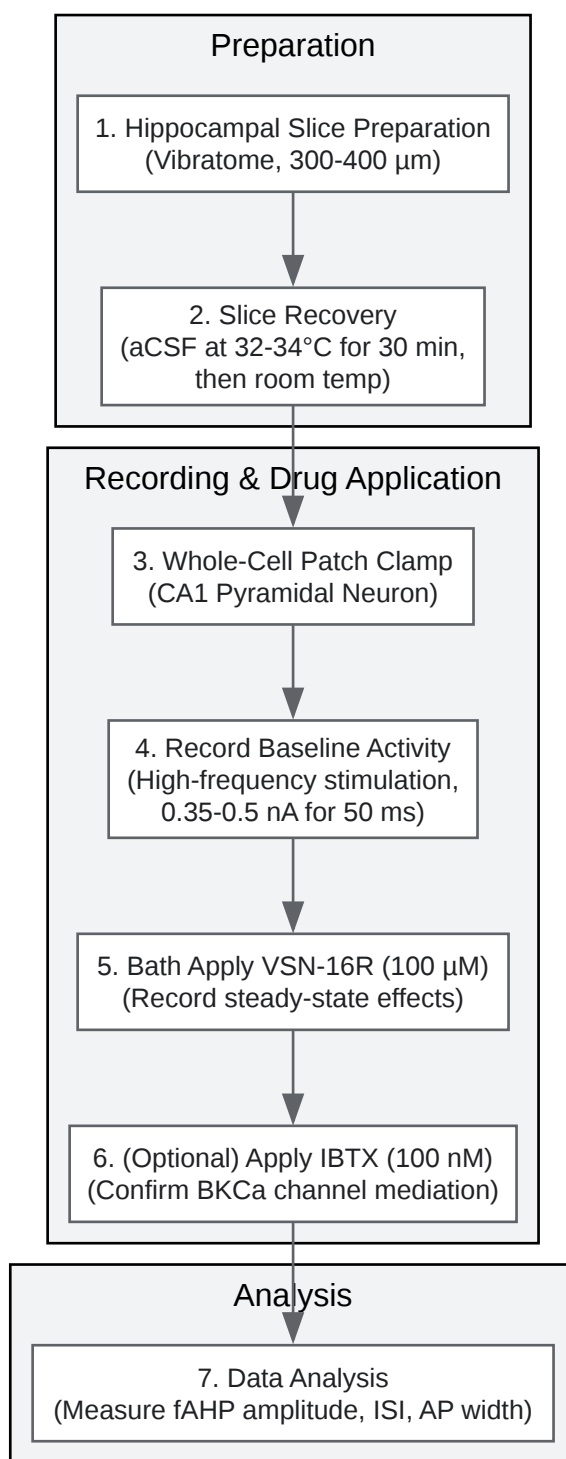 Preparation
1. Hippocampal Slice Preparation
(Vibratome, 300-400 µm)
2. Slice Recovery
(aCSF at 32-34°C for 30 min,
then room temp)
Recording & Drug Application
3. Whole-Cell Patch Clamp
(CA1 Pyramidal Neuron)
4. Record Baseline Activity
(High-frequency stimulation,
0.35-0.5 nA for 50 ms)
5. Bath Apply VSN-16R (100 µM)
(Record steady-state effects)
6. (Optional) Apply IBTX (100 nM)
(Confirm BKCa channel mediation)
Analysis
7. Data Analysis
(Measure fAHP amplitude, ISI, AP width)